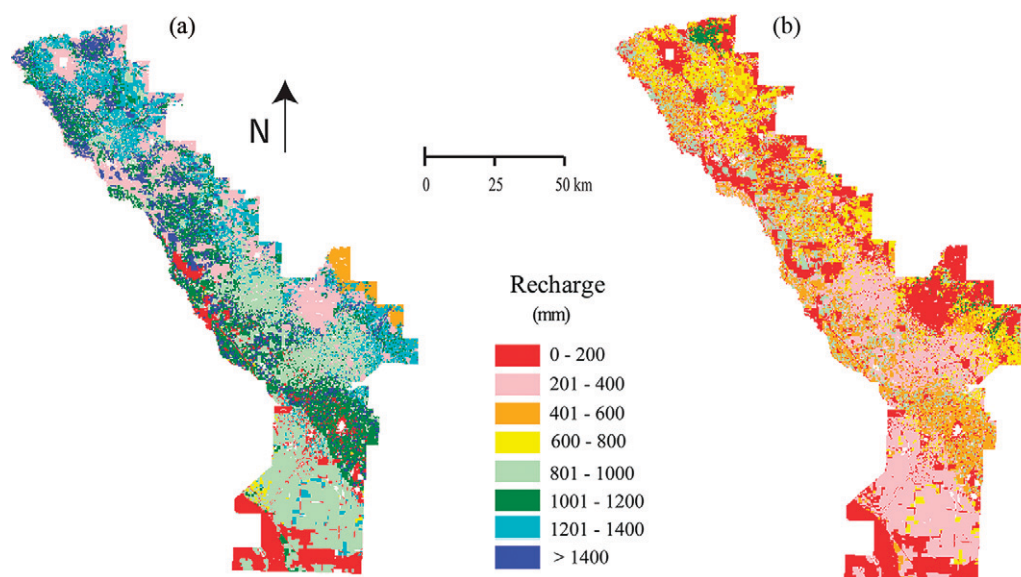 (a)
(b)
N
0 25 50 km
Recharge
(mm)
0 - 200
201 - 400
401 - 600
600 - 800
801 - 1000
1001 - 1200
1201 - 1400
> 1400